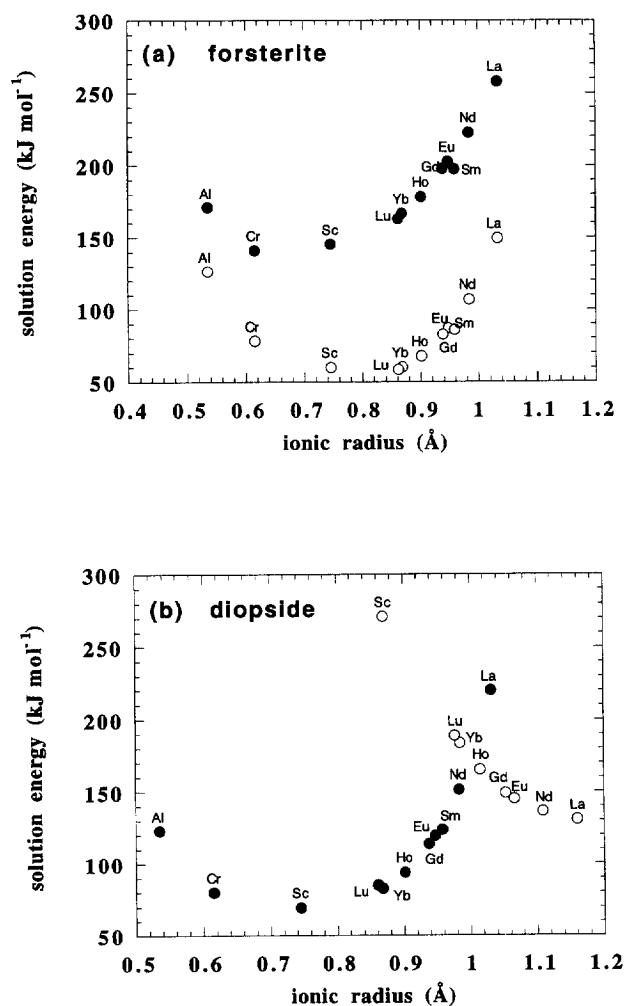 300
(a) forsterite
La
250
Nd
Eu
200
Gd
Sm
Al
Ho
Yb
Lu
150
Cr
Sc
La
Al
Nd
100
Cr
Eu
Sm
Ho
Gd
Sc
Yb
Lu
50
solution energy (kJ mol⁻¹)
0.4 0.5 0.6 0.7 0.8 0.9 1 1.1 1.2
ionic radius (Å)
300
(b) diopside
Sc
250
La
Lu
200
Yb
Ho
Nd
Gd
Eu
Nd
La
150
Al
Eu
Sm
Ho
Gd
100
Cr
Sc
Lu
Yb
50
solution energy (kJ mol⁻¹)
0.5 0.6 0.7 0.8 0.9 1 1.1 1.2
ionic radius (Å)